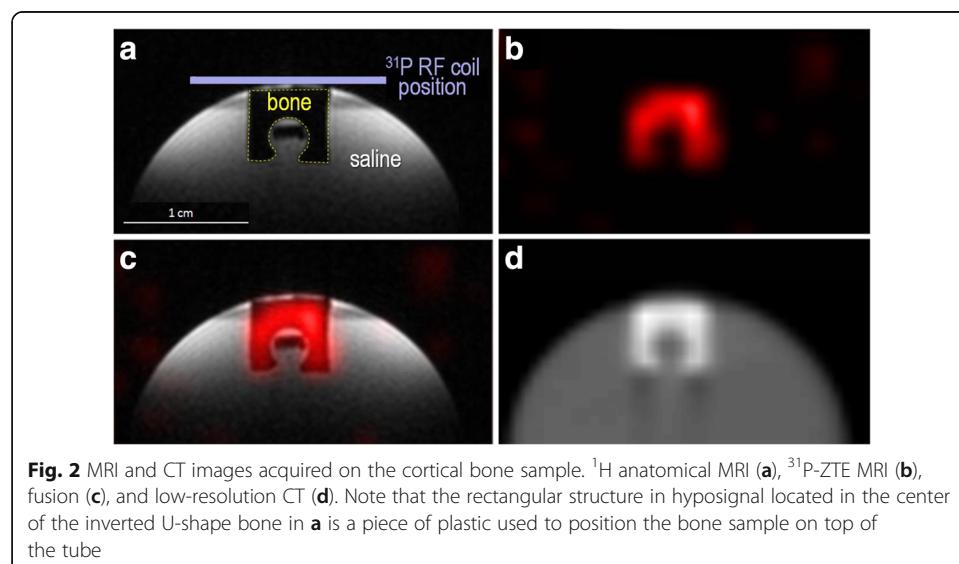 a
³¹P RF coil
position
bone
saline
1 cm
b
c
d
Fig. 2 MRI and CT images acquired on the cortical bone sample. ¹H anatomical MRI (a), ³¹P-ZTE MRI (b),
fusion (c), and low-resolution CT (d). Note that the rectangular structure in hyposignal located in the center
of the inverted U-shape bone in a is a piece of plastic used to position the bone sample on top of
the tube